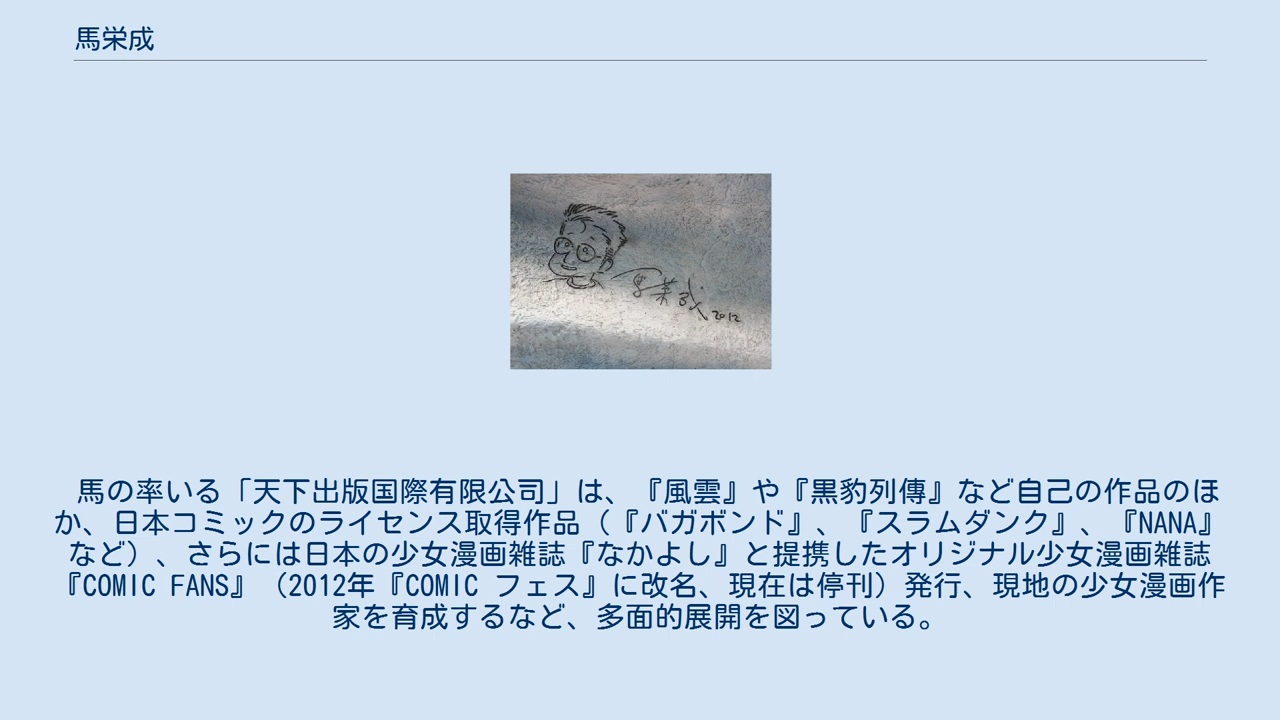 馬栄成
馬榮成 2012
馬の率いる「天下出版国際有限公司」は、『風雲』や『黒豹列傳』など自己の作品のほ
か、日本コミックのライセンス取得作品（『バガボンド』、『スラムダンク』、『NANA』
など）、さらには日本の少女漫画雑誌『なかよし』と提携したオリジナル少女漫画雑誌
『COMIC FANS』（2012年『COMIC フェス』に改名、現在は停刊）発行、現地の少女漫画作
家を育成するなど、多面的展開を図っている。